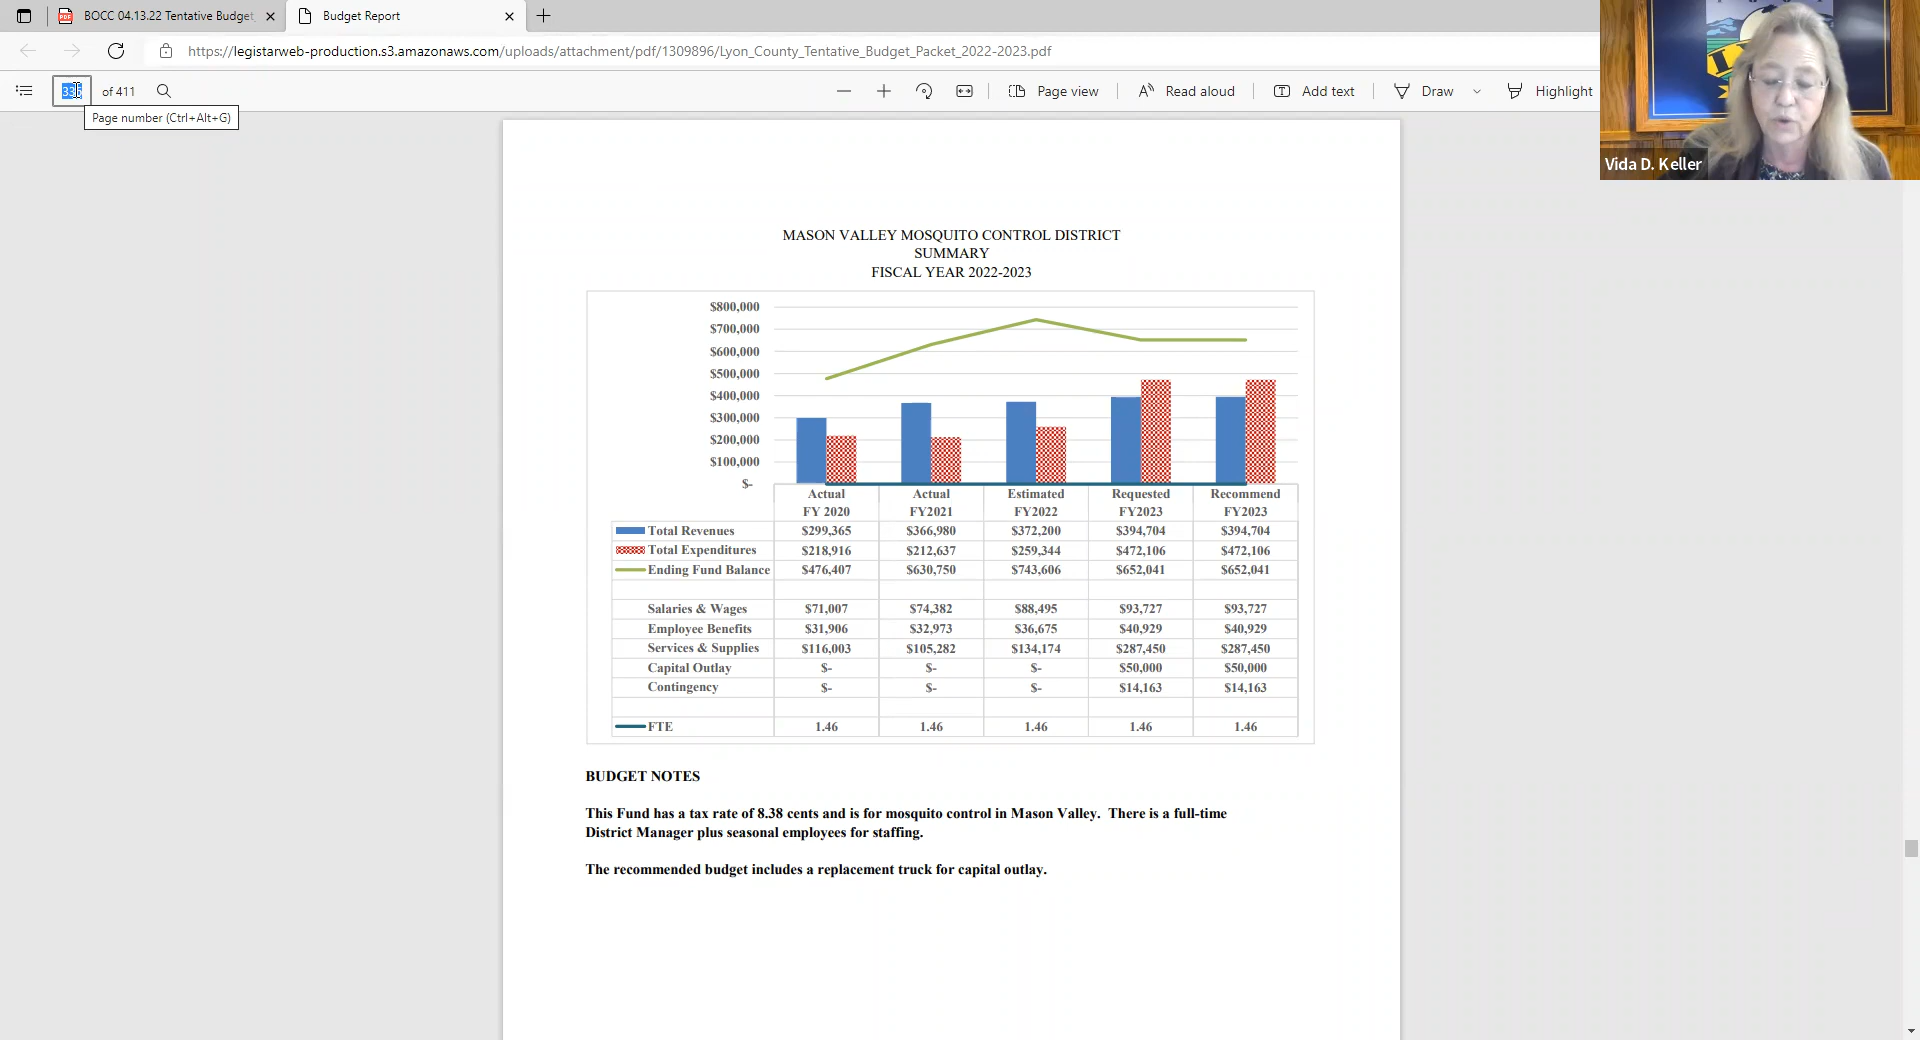 BOCC 04.13.22 Tentative Budget
Budget Report
https://legistarweb-production.s3.amazonaws.com/uploads/attachment/pdf/1309896/Lyon_County_Tentative_Budget_Packet_2022-2023.pdf
of 411
Page view
Read aloud
Add text
Draw
Highlight
Page number (Ctrl+Alt+G)
Vida D. Keller
MASON VALLEY MOSQUITO CONTROL DISTRICT
SUMMARY
FISCAL YEAR 2022-2023
$800,000
$700,000
$600,000
$500,000
$400,000
$300,000
$200,000
$100,000
$-
Actual Actual Estimated Requested Recommend
FY 2020 FY2021 FY2022 FY2023 FY2023
Total Revenues $299,365 $366,980 $372,200 $394,704 $394,704
Total Expenditures $218,916 $212,637 $259,344 $472,106 $472,106
Ending Fund Balance $476,407 $630,750 $743,606 $652,041 $652,041
Salaries & Wages $71,007 $74,382 $88,495 $93,727 $93,727
Employee Benefits $31,906 $32,973 $36,675 $40,929 $40,929
Services & Supplies $116,003 $105,282 $134,174 $287,450 $287,450
Capital Outlay $- $- $- $50,000 $50,000
Contingency $- $- $- $14,163 $14,163
FTE 1.46 1.46 1.46 1.46 1.46
BUDGET NOTES
This Fund has a tax rate of 8.38 cents and is for mosquito control in Mason Valley. There is a full-time
District Manager plus seasonal employees for staffing.
The recommended budget includes a replacement truck for capital outlay.